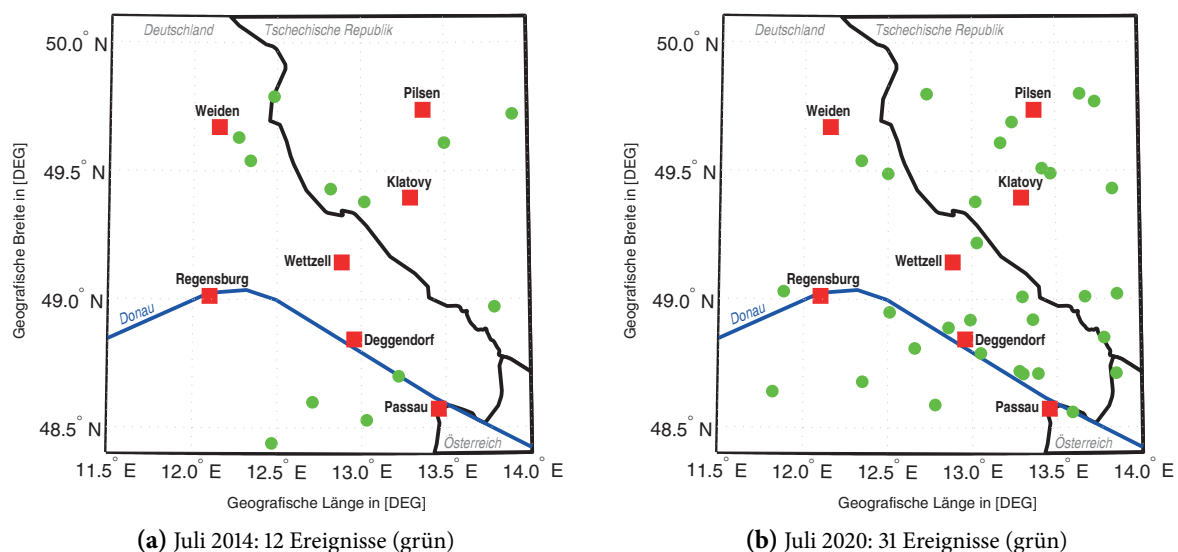 Deutschland Tschechische Republik
50.0° N
Pilsen
Weiden
49.5° N
Klatovy
Wettzell
Regensburg
49.0° N
Donau
Deggendorf
Passau
48.5° N
Österreich
11.5° E 12.0° E 12.5° E 13.0° E 13.5° E 14.0° E
Geografische Breite in [DEG]
Geografische Länge in [DEG]
(a) Juli 2014: 12 Ereignisse (grün)
Deutschland Tschechische Republik
50.0° N
Pilsen
Weiden
49.5° N
Klatovy
Wettzell
Regensburg
49.0° N
Donau
Deggendorf
Passau
48.5° N
Österreich
11.5° E 12.0° E 12.5° E 13.0° E 13.5° E 14.0° E
Geografische Breite in [DEG]
Geografische Länge in [DEG]
(b) Juli 2020: 31 Ereignisse (grün)